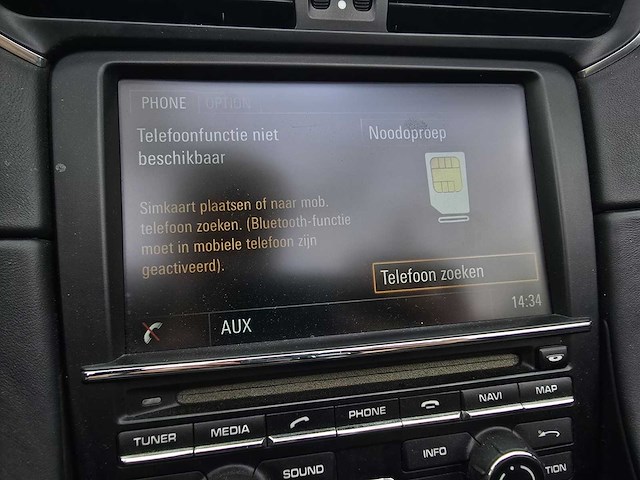 PHONE OPTION
Telefoonfunctie niet
beschikbaar
Noodoproep
Simkaart plaatsen of naar mob.
telefoon zoeken. (Bluetooth-functie
moet in mobiele telefoon zijn
geactiveerd).
Telefoon zoeken
14:34
AUX
TUNER MEDIA PHONE NAVI MAP
SOUND INFO